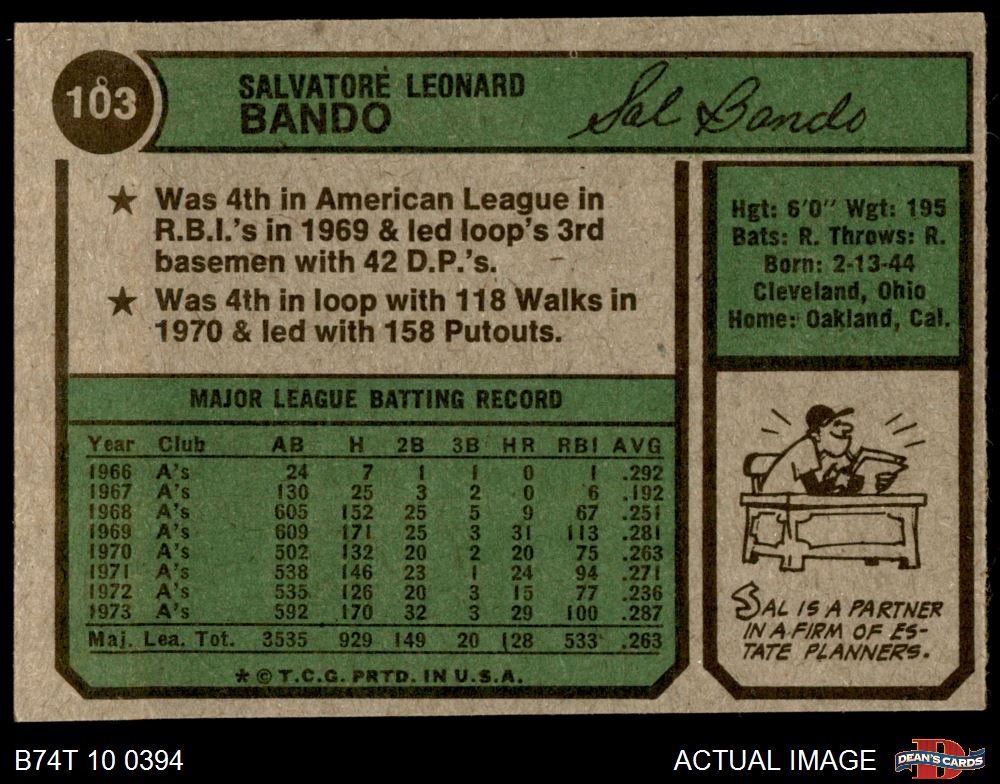 103
SALVATORE LEONARD
BANDO
Sal Bando
★ Was 4th in American League in
R.B.I.'s in 1969 & led loop's 3rd
basemen with 42 D.P.'s.
★ Was 4th in loop with 118 Walks in
1970 & led with 158 Putouts.
Hgt: 6'0" Wgt: 195
Bats: R. Throws: R.
Born: 2-13-44
Cleveland, Ohio
Home: Oakland, Cal.
MAJOR LEAGUE BATTING RECORD
Year Club AB H 2B 3B HR RBI AVG
1966 A's 24 7 1 1 0 1 .292
1967 A's 130 25 3 2 0 6 .192
1968 A's 605 152 25 5 9 67 .251
1969 A's 609 171 25 3 31 113 .281
1970 A's 502 132 20 2 20 75 .263
1971 A's 538 146 23 1 24 94 .271
1972 A's 535 126 20 3 15 77 .236
1973 A's 592 170 32 3 29 100 .287
Maj. Lea. Tot. 3535 929 149 20 128 533 .263
* © T.C.G. PRTD. IN U.S.A.
SAL IS A PARTNER
IN A FIRM OF ES-
TATE PLANNERS.
B74T 10 0394
ACTUAL IMAGE
DEAN'S CARDS